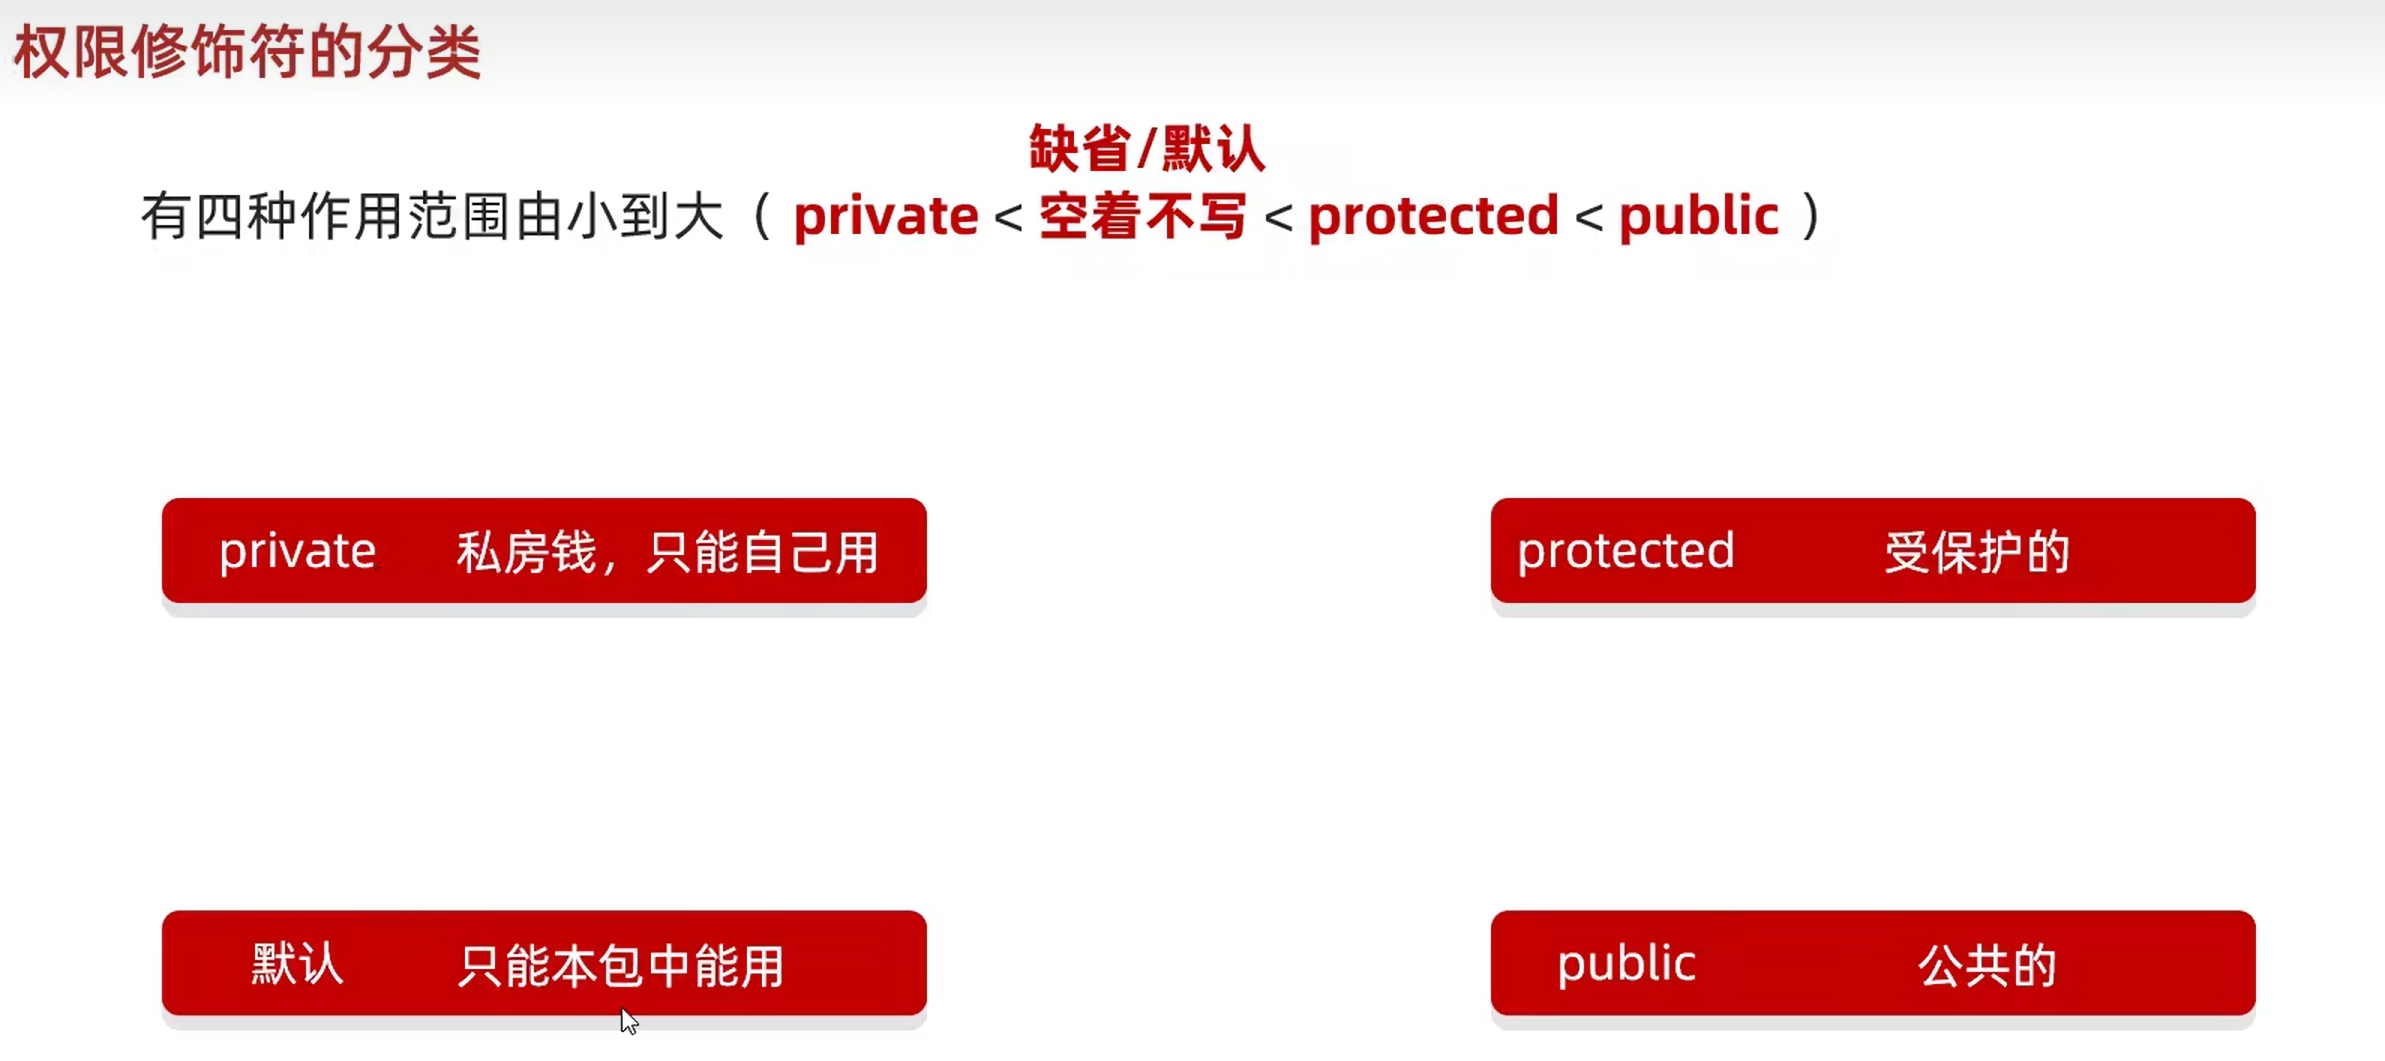 权限修饰符的分类
缺省/默认
有四种作用范围由小到大（ private < 空着不写 < protected < public ）
private 私房钱，只能自己用
protected 受保护的
默认 只能本包中能用
public 公共的